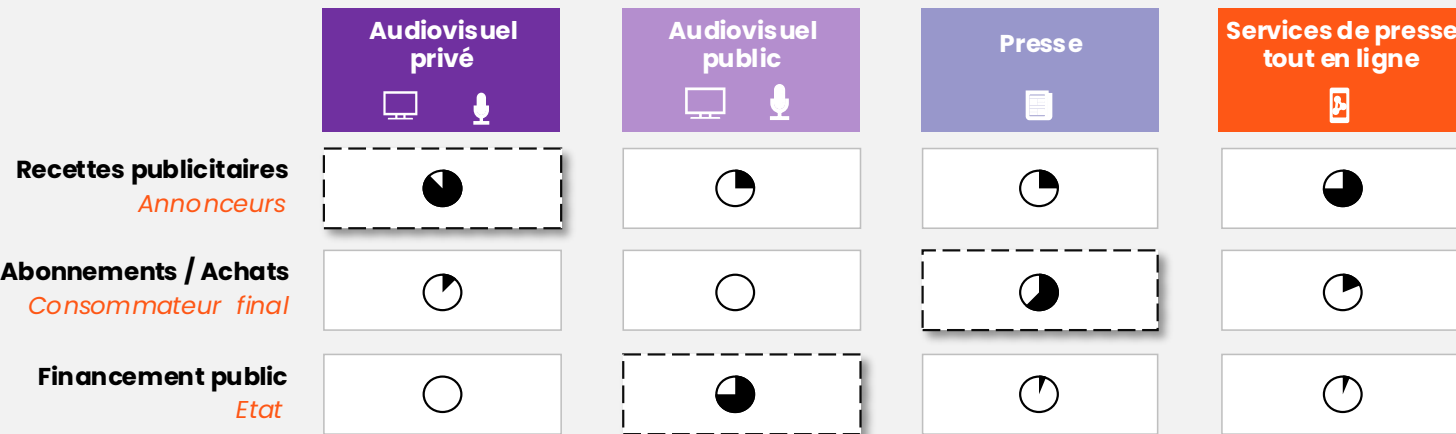 Audiovisuel
privé
Audiovisuel
public
Presse
Services de presse
tout en ligne
Recettes publicitaires
Annonceurs
Abonnements / Achats
Consommateur final
Financement public
Etat